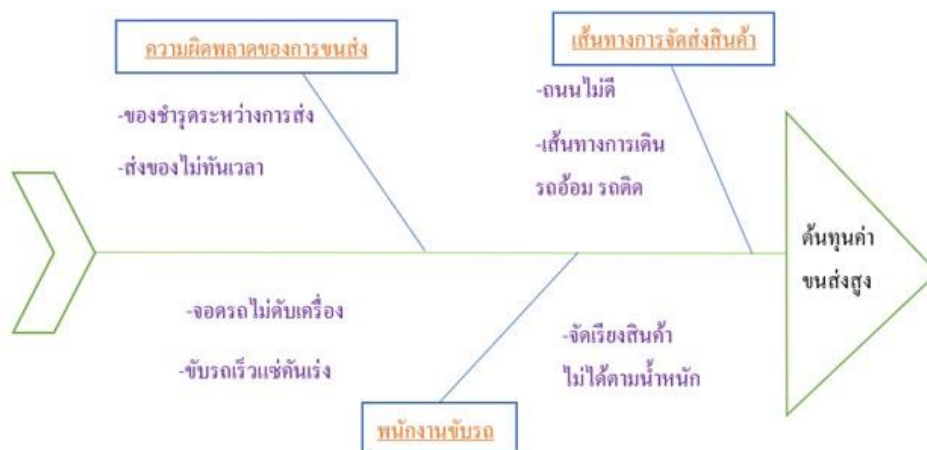 ความผิดพลาดของการขนส่ง
เส้นทางการจัดส่งสินค้า
-ของชำรุดระหว่างการส่ง
-ส่งของไม่ทันเวลา
-ถนนไม่ดี
-เส้นทางการเดิน
รถอ้อม รถติด
ต้นทุนค่า
ขนส่งสูง
-จอดรถไม่ดับเครื่อง
-ขับรถเร็วแช่คันเร่ง
-จัดเรียงสินค้า
ไม่ได้ตามน้ำหนัก
พนักงานขับรถ